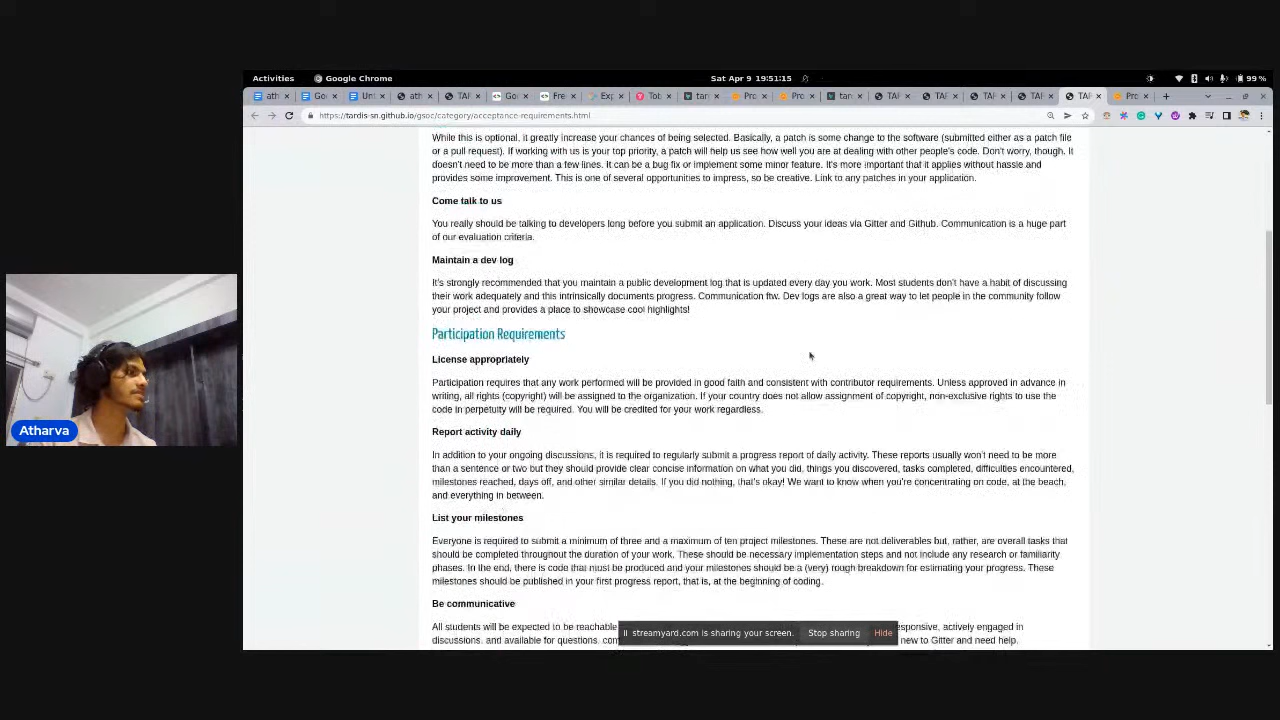 Activities
Google Chrome
Sat Apr 9 19:51:15
99 %
ath
Go
Un
ath
TAF
Go
Fre
Exp
Tob
tar
Pro
Pro
tar
TAF
TAF
TAF
TAF
TAF
Pro
https://tardis-sn.github.io/gsoc/category/acceptance-requirements.html
While this is optional, it greatly increase your chances of being selected. Basically, a patch is some change to the software (submitted either as a patch file
or a pull request). If working with us is your top priority, a patch will help us see how well you are at dealing with other people's code. Don't worry, though. It
doesn't need to be more than a few lines. It can be a bug fix or implement some minor feature. It's more important that it applies without hassle and
provides some improvement. This is one of several opportunities to impress, so be creative. Link to any patches in your application.
Come talk to us
You really should be talking to developers long before you submit an application. Discuss your ideas via Gitter and Github. Communication is a huge part
of our evaluation criteria.
Maintain a dev log
It's strongly recommended that you maintain a public development log that is updated every day you work. Most students don't have a habit of discussing
their work adequately and this intrinsically documents progress. Communication ftw. Dev logs are also a great way to let people in the community follow
your project and provides a place to showcase cool highlights!
Participation Requirements
License appropriately
Participation requires that any work performed will be provided in good faith and consistent with contributor requirements. Unless approved in advance in
writing, all rights (copyright) will be assigned to the organization. If your country does not allow assignment of copyright, non-exclusive rights to use the
code in perpetuity will be required. You will be credited for your work regardless.
Report activity daily
In addition to your ongoing discussions, it is required to regularly submit a progress report of daily activity. These reports usually won't need to be more
than a sentence or two but they should provide clear concise information on what you did, things you discovered, tasks completed, difficulties encountered,
milestones reached, days off, and other similar details. If you did nothing, that's okay! We want to know when you're concentrating on code, at the beach,
and everything in between.
List your milestones
Everyone is required to submit a minimum of three and a maximum of ten project milestones. These are not deliverables but, rather, are overall tasks that
should be completed throughout the duration of your work. These should be necessary implementation steps and not include any research or familiarity
phases. In the end, there is code that must be produced and your milestones should be a (very) rough breakdown for estimating your progress. These
milestones should be published in your first progress report, that is, at the beginning of coding.
Be communicative
All students will be expected to be reachable
esponsive, actively engaged in
discussions, and available for questions, com
new to Gitter and need help.
streamyard.com is sharing your screen.
Stop sharing
Hide
Atharva